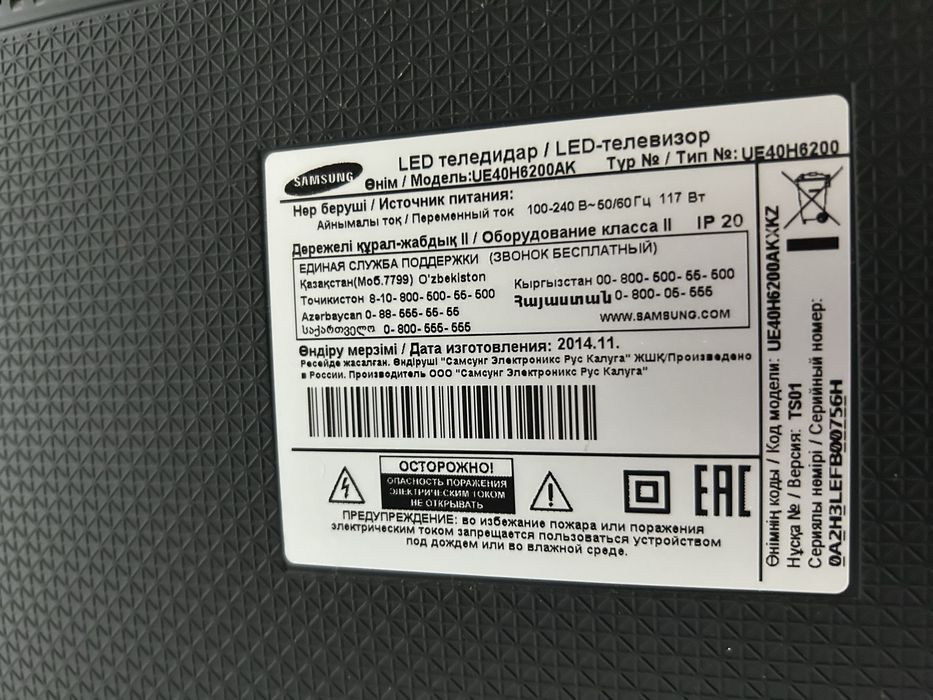 SAMSUNG
LED теледидар / LED-телевизор
Өнім / Модель:UE40H6200AK Тур № / Тип №: UE40H6200
Нәр беруші / Источник питания:
Айнымалы тоқ / Переменный ток 100-240 В~50/60 Гц 117 Вт
Дәрежелі құрал-жабдық II / Оборудование класса II IP 20
ЕДИНАЯ СЛУЖБА ПОДДЕРЖКИ (ЗВОНОК БЕСПЛАТНЫЙ)
Қазақстан(Моб.7799) O'zbekiston
Тоҷикистон 8-10-800-500-55-500
Кыргызстан 00-800-500-55-500
Azərbaycan 0-88-555-55-55
Հայաստան 0-800-05-555
საქართველო 0-800-555-555
WWW.SAMSUNG.COM
Өндіру мерзімі / Дата изготовления: 2014.11.
Ресейде жасалған. Өндіруші "Самсунг Электроникс Рус Калуга" ЖШҚ/Произведено
в России. Производитель ООО "Самсунг Электроникс Рус Калуга"
ОСТОРОЖНО!
ОПАСНОСТЬ ПОРАЖЕНИЯ
ЭЛЕКТРИЧЕСКИМ ТОКОМ
НЕ ОТКРЫВАТЬ
EAC
ПРЕДУПРЕЖДЕНИЕ: во избежание пожара или поражения
электрическим током запрещается пользоваться устройством
под дождем или во влажной среде.
Өнімнің коды / Код модели: UE40H6200AKXKZ
Нұсқа № / Версия: TS01
Сериялы нөмірі / Серийный номер:
0A2H3LEFB00756H